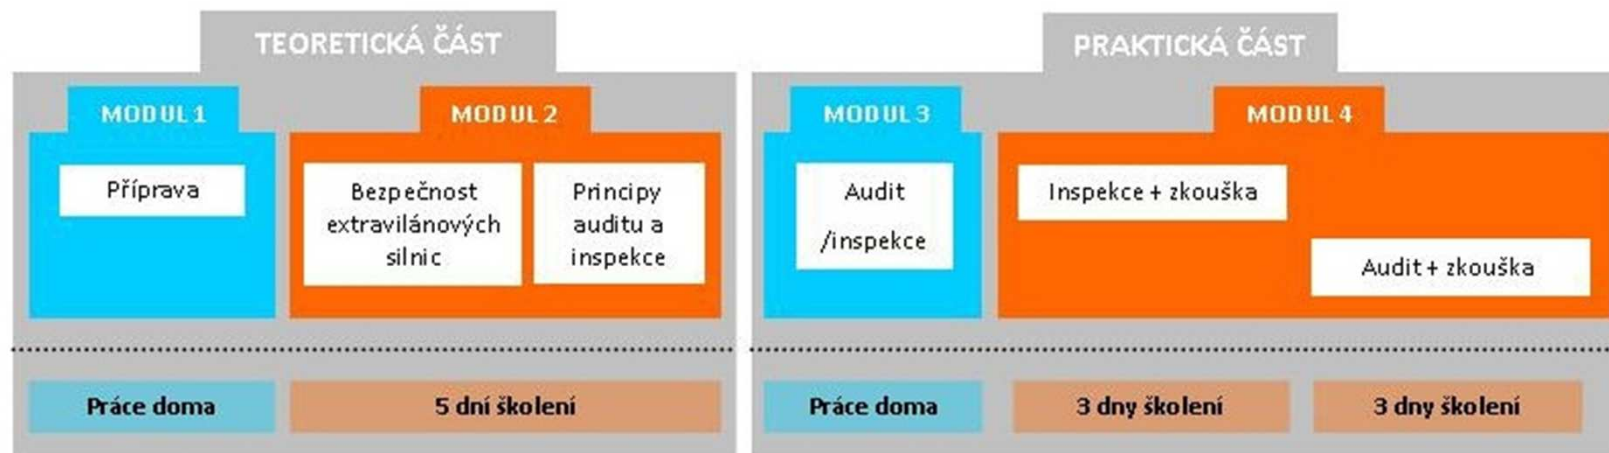 TEORETICKÁ ČÁST
MODUL 1
Příprava
MODUL 2
Bezpečnost
extravilánových
silnic
Principy
auditu a
inspekce
Práce doma
5 dní školení
PRAKTICKÁ ČÁST
MODUL 3
Audit
/inspekce
MODUL 4
Inspekce + zkouška
Audit + zkouška
Práce doma
3 dny školení
3 dny školení